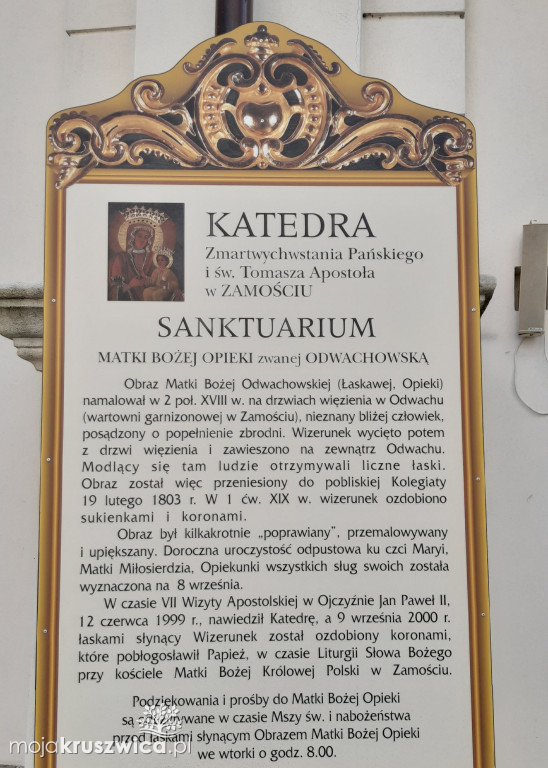 KATEDRA
Zmartwychwstania Pańskiego
i św. Tomasza Apostoła
w ZAMOŚCIU
SANKTUARIUM
MATKI BOŻEJ OPIEKI zwanej ODWACHOWSKĄ
Obraz Matki Bożej Odwachowskiej (Łaskawej, Opieki)
namalował w 2 poł. XVIII w. na drzwiach więzienia w Odwachu
(wartowni garnizonowej w Zamościu), nieznany bliżej człowiek,
posądzony o popełnienie zbrodni. Wizerunek wycięto potem
z drzwi więzienia i zawieszono na zewnątrz Odwachu.
Modlący się tam ludzie otrzymywali liczne łaski.
Obraz został więc przeniesiony do pobliskiej Kolegiaty
19 lutego 1803 r. W 1 ćw. XIX w. wizerunek ozdobiono
sukienkami i koronami.
Obraz był kilkakrotnie „poprawiany”, przemalowywany
i upiększany. Doroczna uroczystość odpustowa ku czci Maryi,
Matki Miłosierdzia, Opiekunki wszystkich sług swoich została
wyznaczona na 8 września.
W czasie VII Wizyty Apostolskiej w Ojczyźnie Jan Paweł II,
12 czerwca 1999 r., nawiedził Katedrę, a 9 września 2000 r.
łaskami słynący Wizerunek został ozdobiony koronami,
które pobłogosławił Papież, w czasie Liturgii Słowa Bożego
przy kościele Matki Bożej Królowej Polski w Zamościu.
Podziękowania i prośby do Matki Bożej Opieki
są odczytywane w czasie Mszy św. i nabożeństwa
przed łaskami słynącym Obrazem Matki Bożej Opieki
we wtorki o godz. 8.00.
mojakruszwica.pl